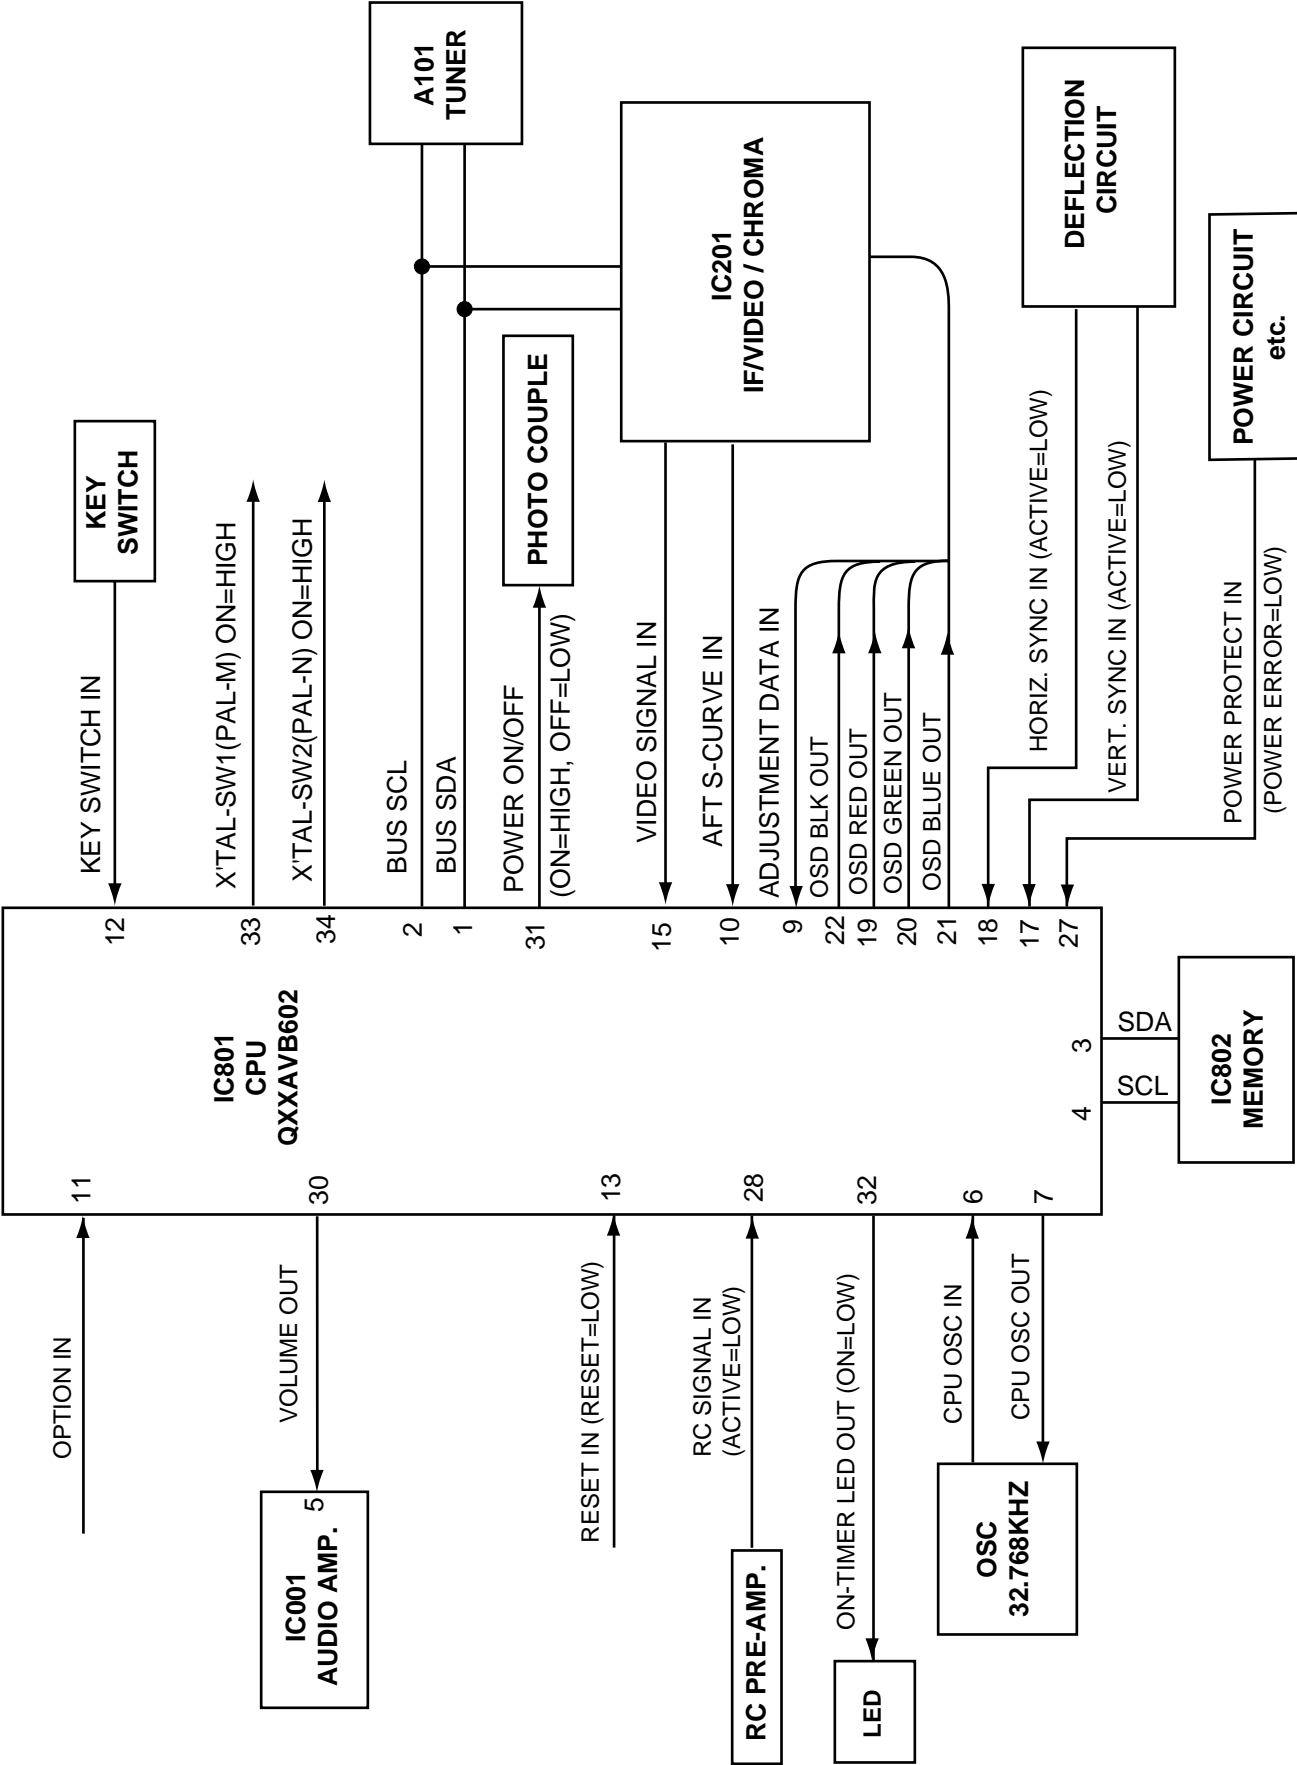 A101
TUNER
KEY
SWITCH
KEY SWITCH IN
X'TAL-SW1(PAL-M) ON=HIGH
X'TAL-SW2(PAL-N) ON=HIGH
BUS SCL
BUS SDA
POWER ON/OFF
(ON=HIGH, OFF=LOW)
PHOTO COUPLE
IC201
IF/VIDEO / CHROMA
VIDEO SIGNAL IN
AFT S-CURVE IN
ADJUSTMENT DATA IN
OSD BLK OUT
OSD RED OUT
OSD GREEN OUT
OSD BLUE OUT
DEFLECTION
CIRCUIT
HORIZ. SYNC IN (ACTIVE=LOW)
VERT. SYNC IN (ACTIVE=LOW)
POWER CIRCUIT
etc.
POWER PROTECT IN
(POWER ERROR=LOW)
12
33
34
2
1
31
15
10
9
22
19
20
21
18
17
27
IC801
CPU
QXXAVB602
3
4
SDA
SCL
IC802
MEMORY
11
30
13
28
32
6
7
OPTION IN
VOLUME OUT
5
IC001
AUDIO AMP.
RESET IN (RESET=LOW)
RC SIGNAL IN
(ACTIVE=LOW)
RC PRE-AMP.
ON-TIMER LED OUT (ON=LOW)
LED
CPU OSC IN
CPU OSC OUT
OSC
32.768KHZ